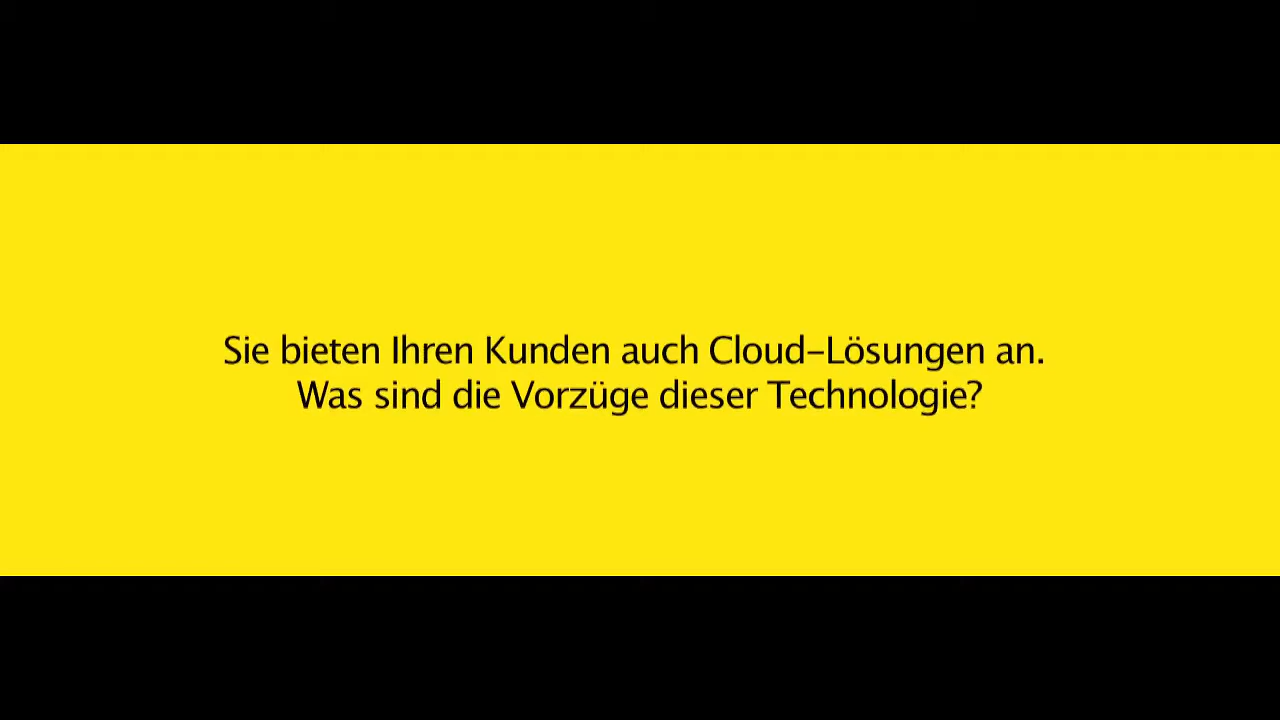 Sie bieten Ihren Kunden auch Cloud-Lösungen an.
Was sind die Vorzüge dieser Technologie?